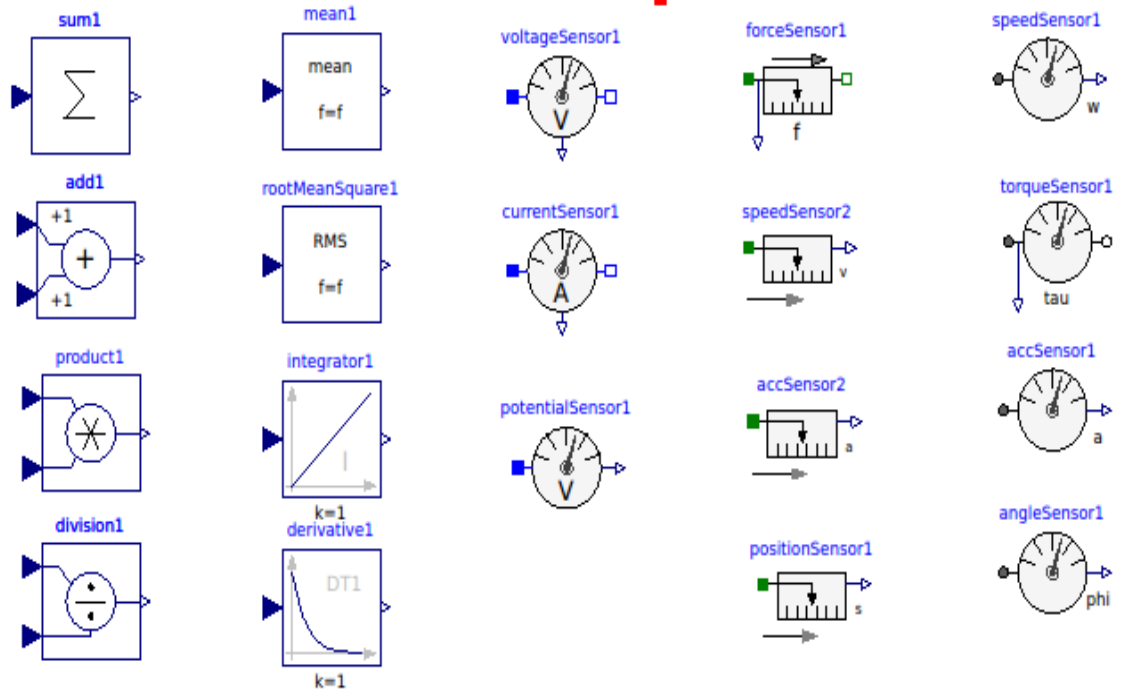 sum1
+1
add1
+1
product1
division1
mean1
mean
f=f
rootMeanSquare1
RMS
f=f
integrator1
I
k=1
derivative1
DT1
k=1
voltageSensor1
V
currentSensor1
A
potentialSensor1
V
forceSensor1
f
speedSensor2
v
accSensor2
a
positionSensor1
s
speedSensor1
w
torqueSensor1
tau
accSensor1
a
angleSensor1
phi